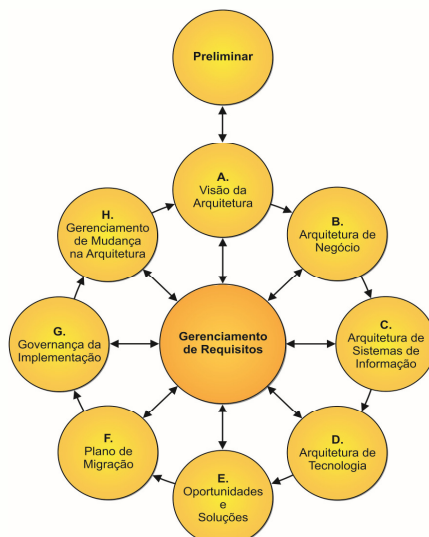 Preliminar
A.
Visão da
Arquitetura
B.
Arquitetura de
Negócio
C.
Arquitetura de
Sistemas de
Informação
D.
Arquitetura de
Tecnologia
E.
Oportunidades
e
Soluções
F.
Plano de
Migração
G.
Governança da
Implementação
H.
Gerenciamento
de Mudança
na Arquitetura
Gerenciamento
de Requisitos